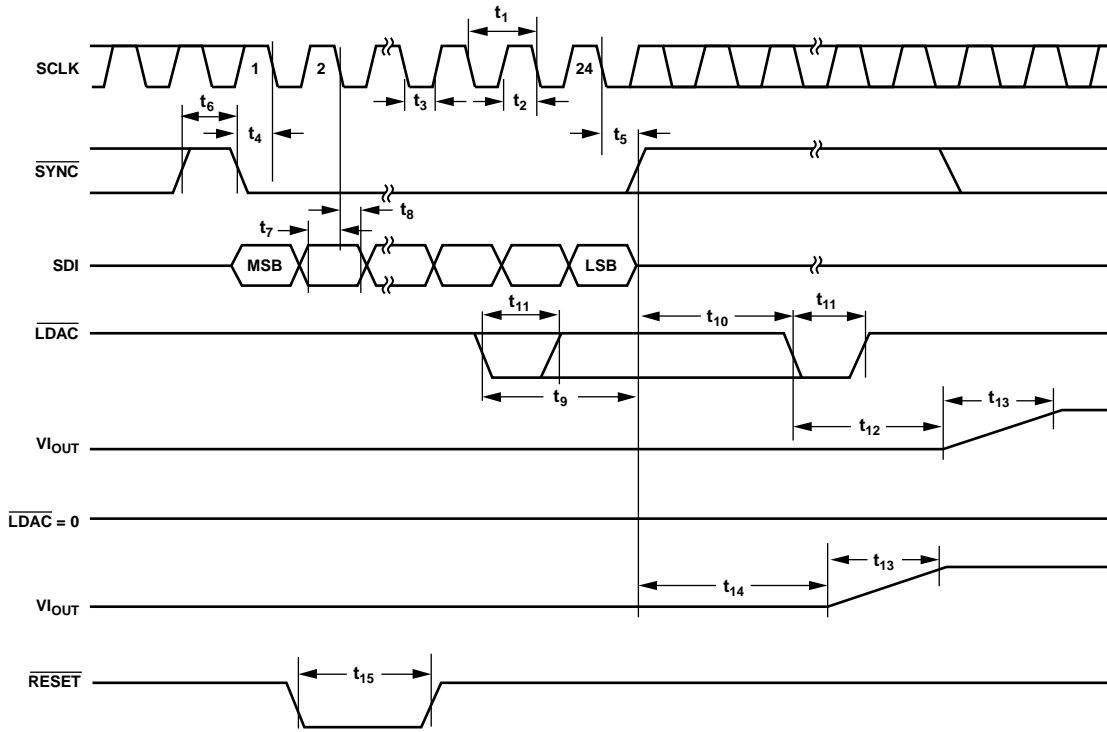 t1
SCLK
1
2
24
t3
t2
t6
t4
t5
SYNC
t8
t7
SDI
MSB
LSB
t11
t10
t11
LDAC
t9
t13
t12
VIOUT
LDAC = 0
t13
t14
VIOUT
t15
RESET